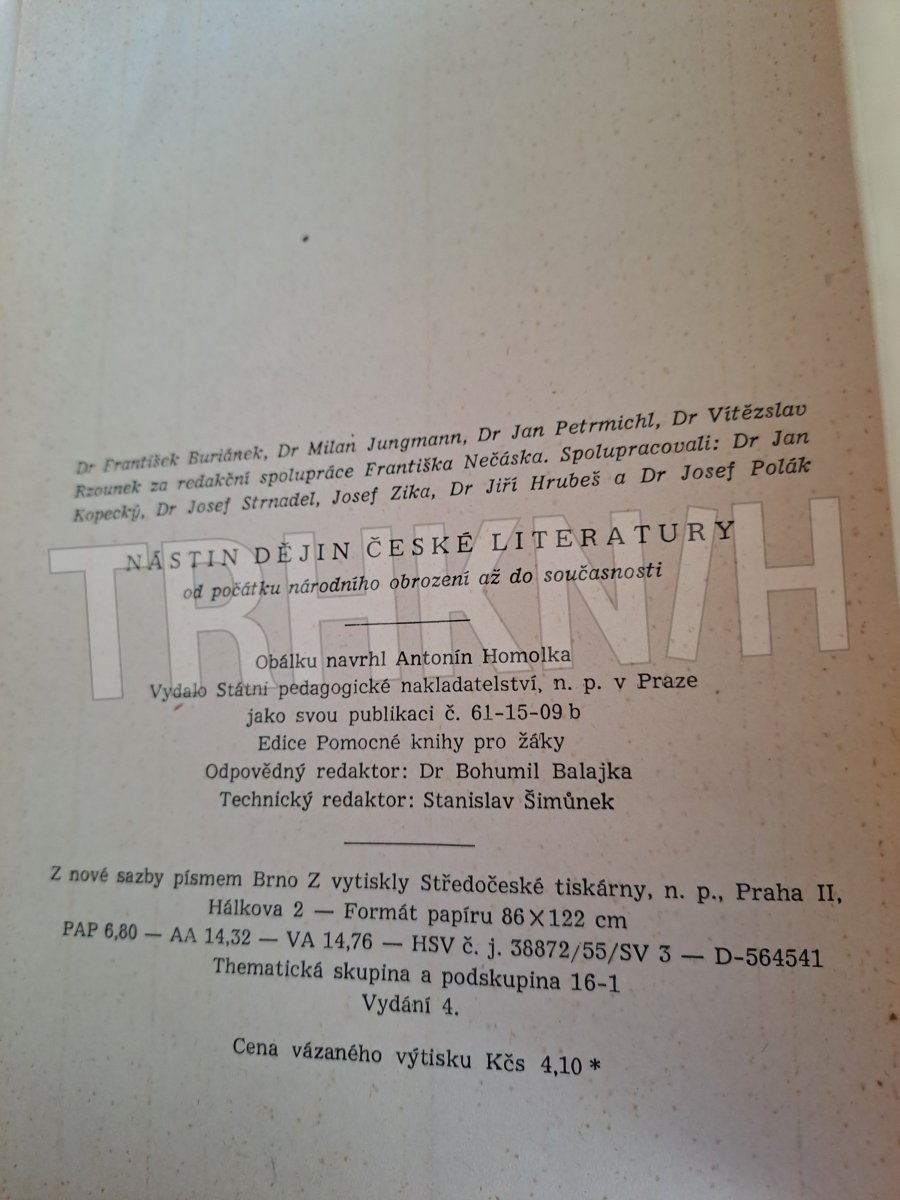 Dr František Buriánek, Dr Milan Jungmann, Dr Jan Petrmichl, Dr Vítězslav
Rzounek za redakční spolupráce Františka Nečáska. Spolupracovali: Dr Jan
Kopecký, Dr Josef Strnadel, Josef Zika, Dr Jiří Hrubeš a Dr Josef Polák
NÁSTIN DĚJIN ČESKÉ LITERATURY
od počátku národního obrození až do současnosti
TRHKNIH
Obálku navrhl Antonín Homolka
Vydalo Státní pedagogické nakladatelství, n. p. v Praze
jako svou publikaci č. 61-15-09 b
Edice Pomocné knihy pro žáky
Odpovědný redaktor: Dr Bohumil Balajka
Technický redaktor: Stanislav Šimůnek
Z nové sazby písmem Brno Z vytiskly Středočeské tiskárny, n. p., Praha II,
Hálkova 2 — Formát papíru 86×122 cm
PAP 6,80 — AA 14,32 — VA 14,76 — HSV č. j. 38872/55/SV 3 — D-564541
Thematická skupina a podskupina 16-1
Vydání 4.
Cena vázaného výtisku Kčs 4,10 *